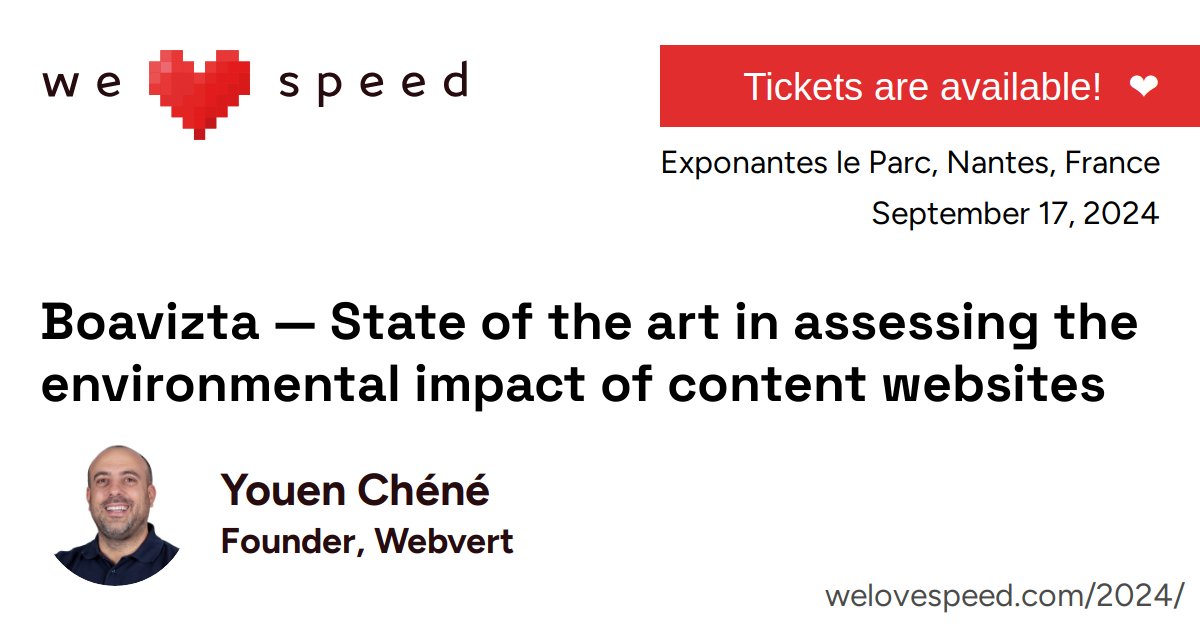 we ❤ speed
Tickets are available! ❤
Exponantes le Parc, Nantes, France
September 17, 2024
Boavizta — State of the art in assessing the
environmental impact of content websites
Youen Chéné
Founder, Webvert
welovespeed.com/2024/